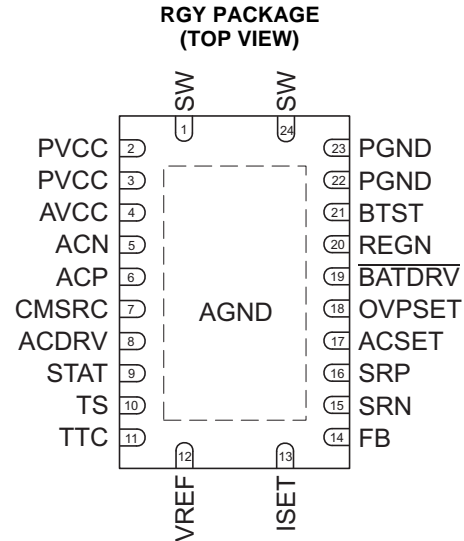 RGY PACKAGE
(TOP VIEW)
SW SW
1 24
PVCC 2 23 PGND
PVCC 3 22 PGND
AVCC 4 21 BTST
ACN 5 20 REGN
ACP 6 19 BATDRV
CMSRC 7 AGND 18 OVPSET
ACDRV 8 17 ACSET
STAT 9 16 SRP
TS 10 15 SRN
TTC 11 14 FB
12 13
VREF ISET